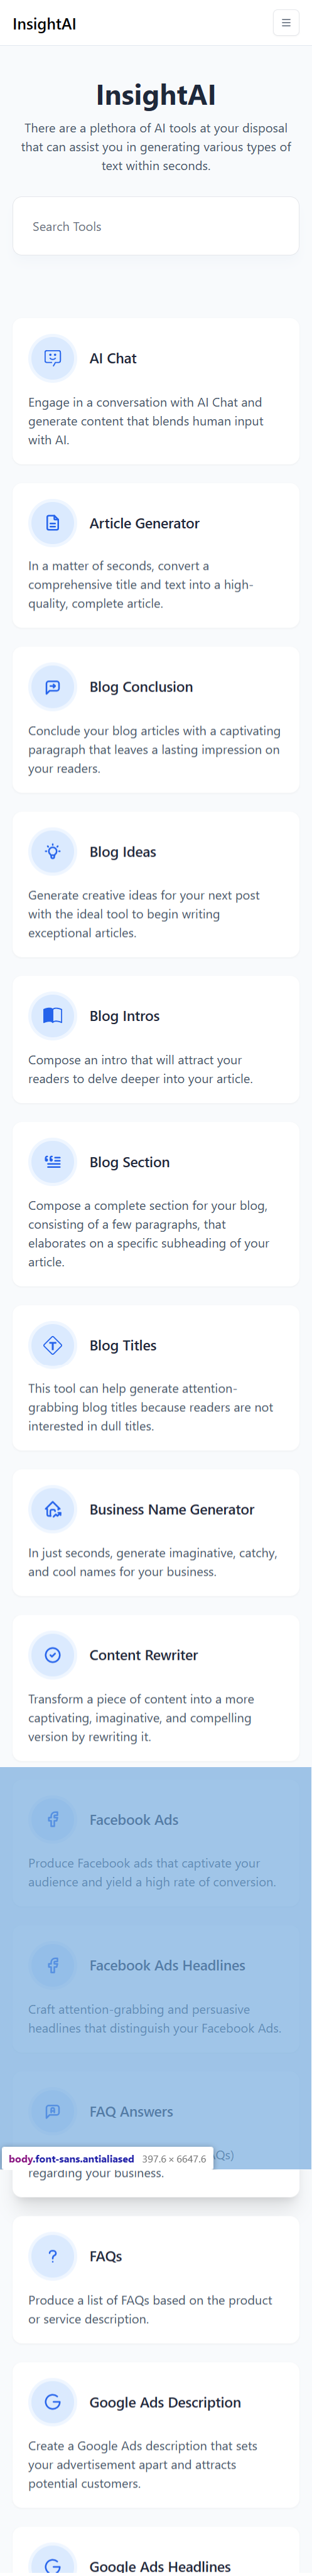 InsightAI
InsightAI
There are a plethora of AI tools at your disposal
that can assist you in generating various types of
text within seconds.
Search Tools
AI Chat
Engage in a conversation with AI Chat and
generate content that blends human input
with AI.
Article Generator
In a matter of seconds, convert a
comprehensive title and text into a high-
quality, complete article.
Blog Conclusion
Conclude your blog articles with a captivating
paragraph that leaves a lasting impression on
your readers.
Blog Ideas
Generate creative ideas for your next post
with the ideal tool to begin writing
exceptional articles.
Blog Intros
Compose an intro that will attract your
readers to delve deeper into your article.
Blog Section
Compose a complete section for your blog,
consisting of a few paragraphs, that
elaborates on a specific subheading of your
article.
Blog Titles
This tool can help generate attention-
grabbing blog titles because readers are not
interested in dull titles.
Business Name Generator
In just seconds, generate imaginative, catchy,
and cool names for your business.
Content Rewriter
Transform a piece of content into a more
captivating, imaginative, and compelling
version by rewriting it.
Facebook Ads
Produce Facebook ads that captivate your
audience and yield a high rate of conversion.
Facebook Ads Headlines
Craft attention-grabbing and persuasive
headlines that distinguish your Facebook Ads.
FAQ Answers
body.font-sans.antialiased 397.6 × 6647.6
regarding your business.
FAQs
Produce a list of FAQs based on the product
or service description.
Google Ads Description
Create a Google Ads description that sets
your advertisement apart and attracts
potential customers.
Google Ads Headlines